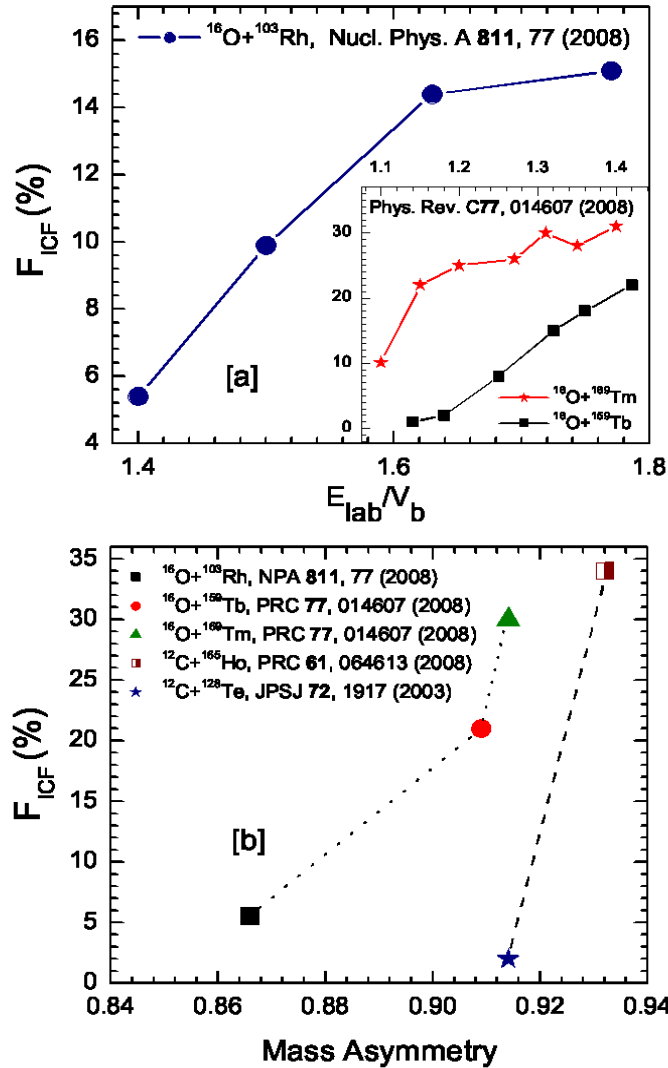 16
14
12
10
8
6
4
F_ICF (%)
¹⁶O+¹⁰³Rh, Nucl. Phys. A 811, 77 (2008)
1.1 1.2 1.3 1.4
Phys. Rev. C77, 014607 (2008)
30
20
10
0
¹⁶O+¹⁶⁹Tm
¹⁶O+¹⁵⁹Tb
[a]
1.4 1.6 1.8
E_lab/V_b
35
30
25
20
15
10
5
0
F_ICF (%)
¹⁶O+¹⁰³Rh, NPA 811, 77 (2008)
¹⁶O+¹⁵⁹Tb, PRC 77, 014607 (2008)
¹⁶O+¹⁶⁹Tm, PRC 77, 014607 (2008)
¹²C+¹⁶⁵Ho, PRC 61, 064613 (2008)
¹²C+¹²⁸Te, JPSJ 72, 1917 (2003)
[b]
0.84 0.86 0.88 0.90 0.92 0.94
Mass Asymmetry